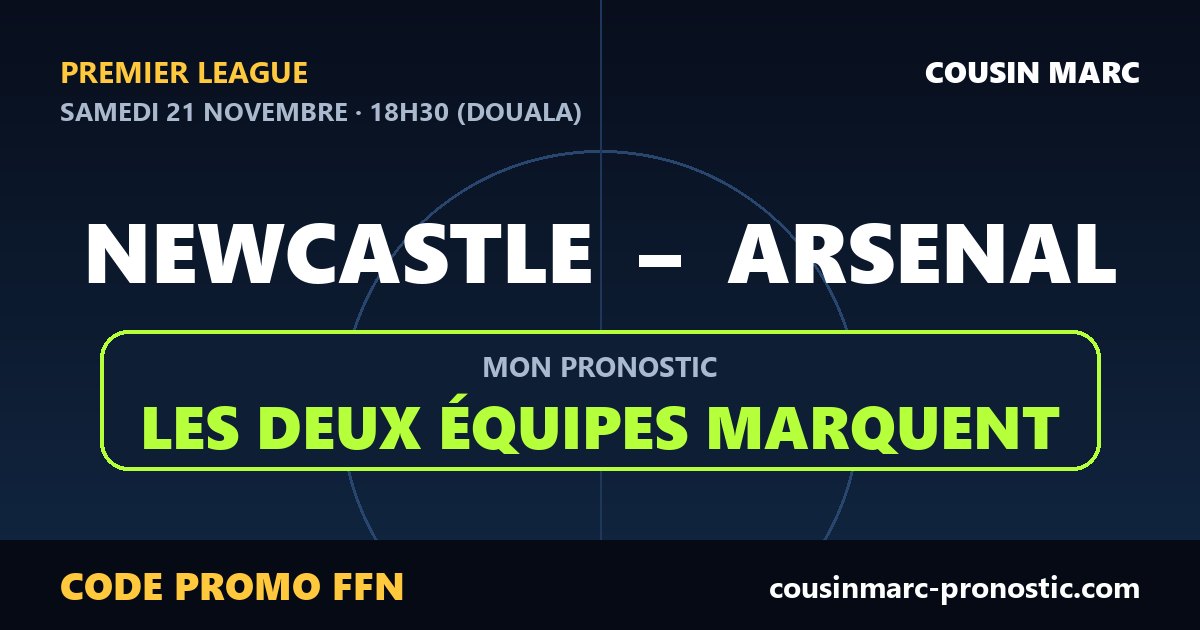 PREMIER LEAGUE
COUSIN MARC
SAMEDI 21 NOVEMBRE · 18H30 (DOUALA)
NEWCASTLE – ARSENAL
MON PRONOSTIC
LES DEUX ÉQUIPES MARQUENT
CODE PROMO FFN
cousinmarc-pronostic.com